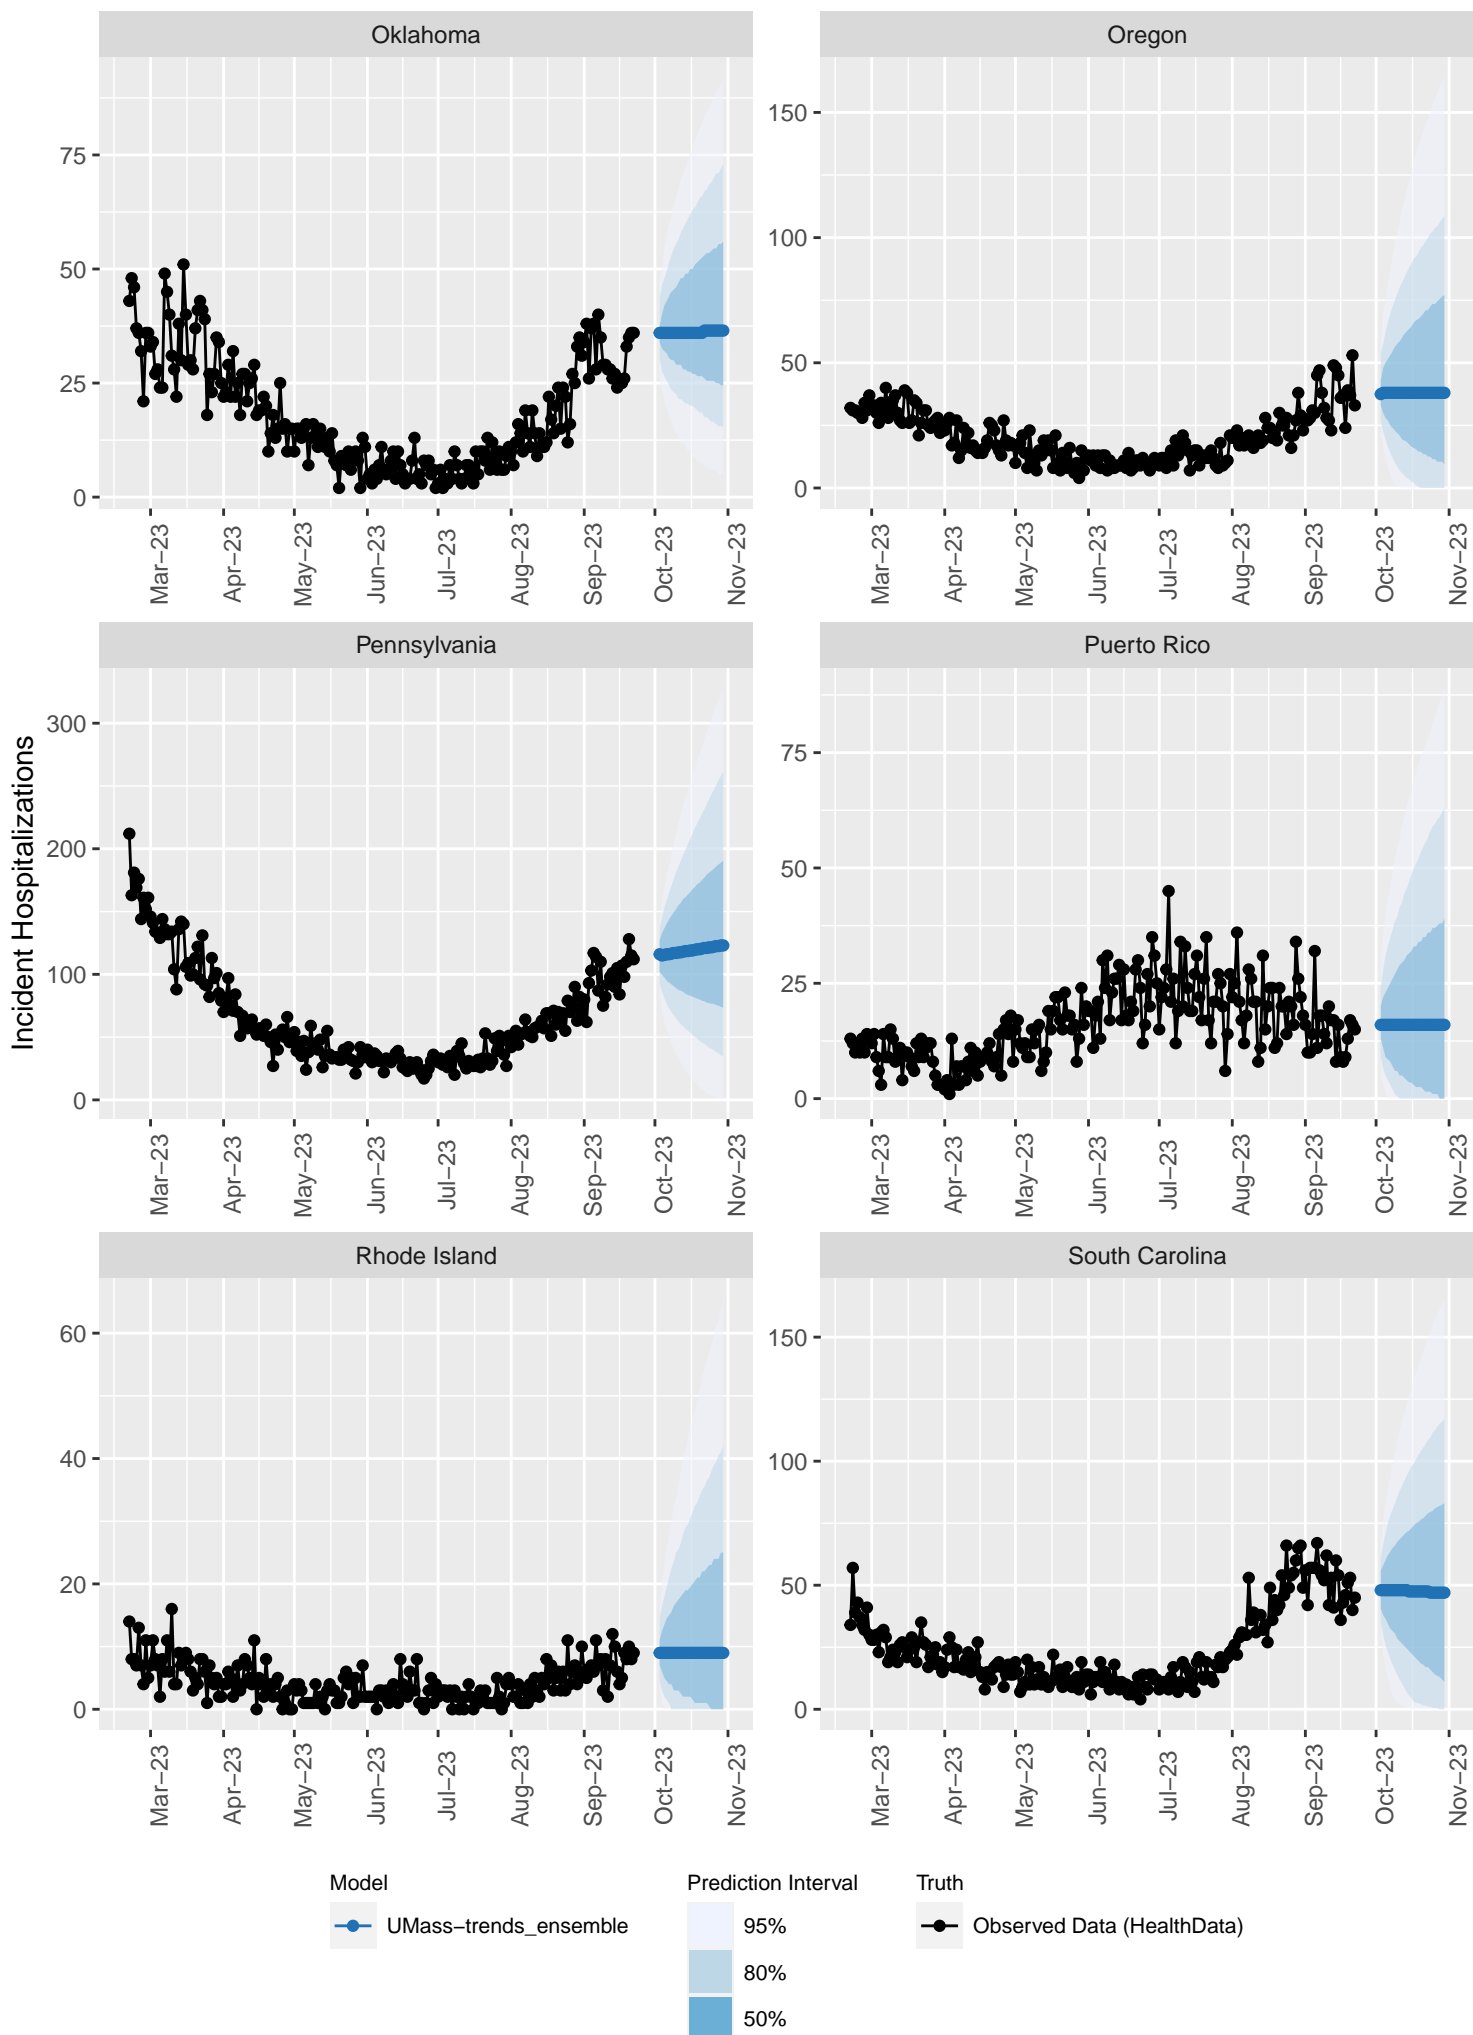 Oklahoma
Oregon
75
50
25
0
150
100
50
0
Mar−23
Apr−23
May−23
Jun−23
Jul−23
Aug−23
Sep−23
Oct−23
Nov−23
Mar−23
Apr−23
May−23
Jun−23
Jul−23
Aug−23
Sep−23
Oct−23
Nov−23
Incident Hospitalizations
Pennsylvania
Puerto Rico
300
200
100
0
75
50
25
0
Mar−23
Apr−23
May−23
Jun−23
Jul−23
Aug−23
Sep−23
Oct−23
Nov−23
Mar−23
Apr−23
May−23
Jun−23
Jul−23
Aug−23
Sep−23
Oct−23
Nov−23
Rhode Island
South Carolina
60
40
20
0
150
100
50
0
Mar−23
Apr−23
May−23
Jun−23
Jul−23
Aug−23
Sep−23
Oct−23
Nov−23
Mar−23
Apr−23
May−23
Jun−23
Jul−23
Aug−23
Sep−23
Oct−23
Nov−23
Model
UMass−trends_ensemble
Prediction Interval
95%
80%
50%
Truth
Observed Data (HealthData)